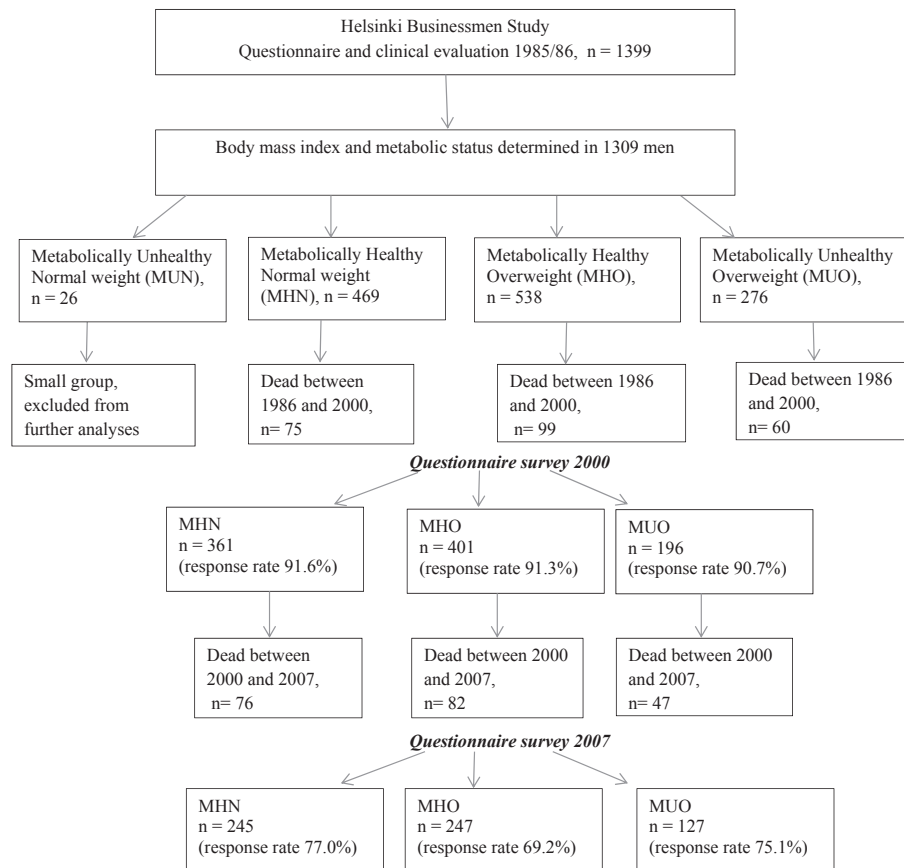 Helsinki Businessmen Study
Questionnaire and clinical evaluation 1985/86, n = 1399
Body mass index and metabolic status determined in 1309 men
Metabolically Unhealthy
Normal weight (MUN),
n = 26
Metabolically Healthy
Normal weight
(MHN), n = 469
Metabolically Healthy
Overweight (MHO),
n = 538
Metabolically Unhealthy
Overweight (MUO),
n = 276
Small group,
excluded from
further analyses
Dead between
1986 and 2000,
n= 75
Dead between 1986
and 2000,
n= 99
Dead between 1986
and 2000,
n= 60
Questionnaire survey 2000
MHN
n = 361
(response rate 91.6%)
MHO
n = 401
(response rate 91.3%)
MUO
n = 196
(response rate 90.7%)
Dead between
2000 and 2007,
n= 76
Dead between 2000
and 2007,
n= 82
Dead between 2000
and 2007,
n= 47
Questionnaire survey 2007
MHN
n = 245
(response rate 77.0%)
MHO
n = 247
(response rate 69.2%)
MUO
n = 127
(response rate 75.1%)